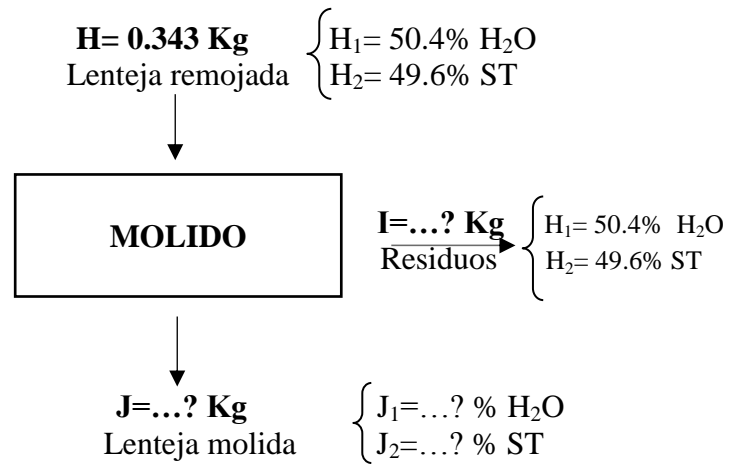 H= 0.343 Kg
Lenteja remojada
H₁= 50.4% H₂O
H₂= 49.6% ST
MOLIDO
I=…? Kg
Residuos
H₁= 50.4% H₂O
H₂= 49.6% ST
J=…? Kg
Lenteja molida
J₁=…? % H₂O
J₂=…? % ST